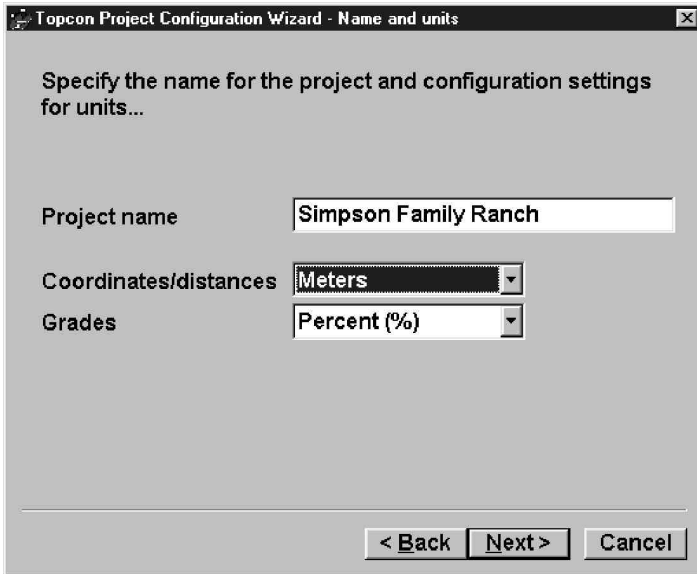 Topcon Project Configuration Wizard - Name and units
Specify the name for the project and configuration settings
for units...
Project name Simpson Family Ranch
Coordinates/distances Meters
Grades Percent (%)
< Back Next > Cancel